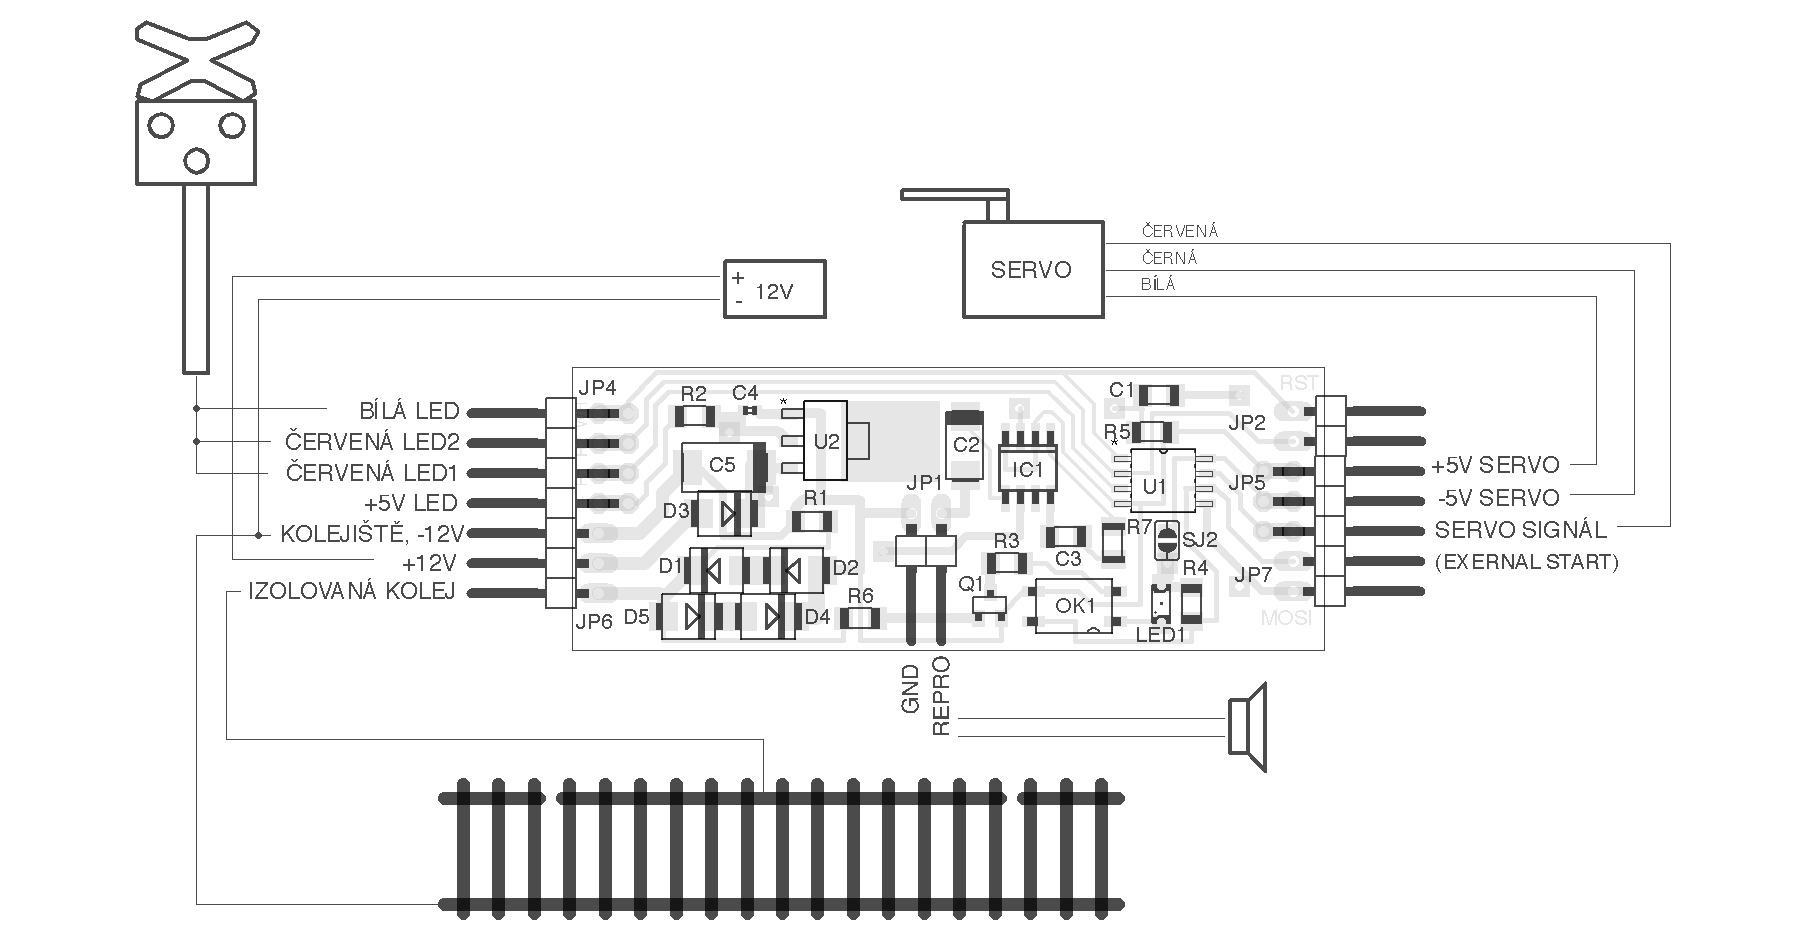 ČERVENÁ
ČERNÁ
BÍLÁ
SERVO
+
-
12V
JP4
BÍLÁ LED
ČERVENÁ LED2
ČERVENÁ LED1
+5V LED
KOLEJIŠTĚ, -12V
+12V
IZOLOVANÁ KOLEJ
JP6
R2
C4
*
U2
C5
D3
R1
D1
D2
D5
D4
R6
C2
JP1
IC1
R3
C3
Q1
OK1
C1
R5
*
U1
R7
SJ2
R4
LED1
RST
JP2
JP5
JP7
MOSI
+5V SERVO
-5V SERVO
SERVO SIGNÁL
(EXERNAL START)
GND
REPRO